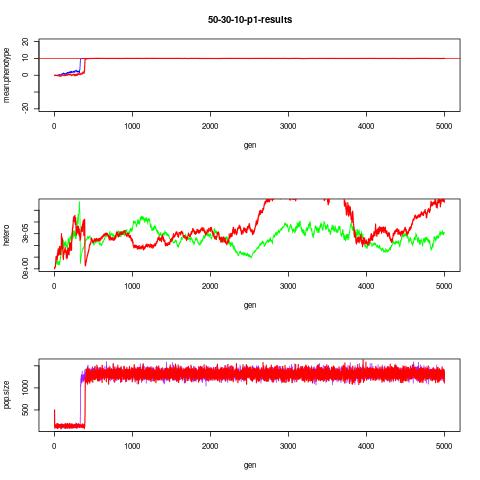 50-30-10-p1-results
mean.phenotype
20
10
0
-20
0 1000 2000 3000 4000 5000
gen
hetero
3e-05
0e+00
0 1000 2000 3000 4000 5000
gen
pop.size
1000
500
0 1000 2000 3000 4000 5000
gen